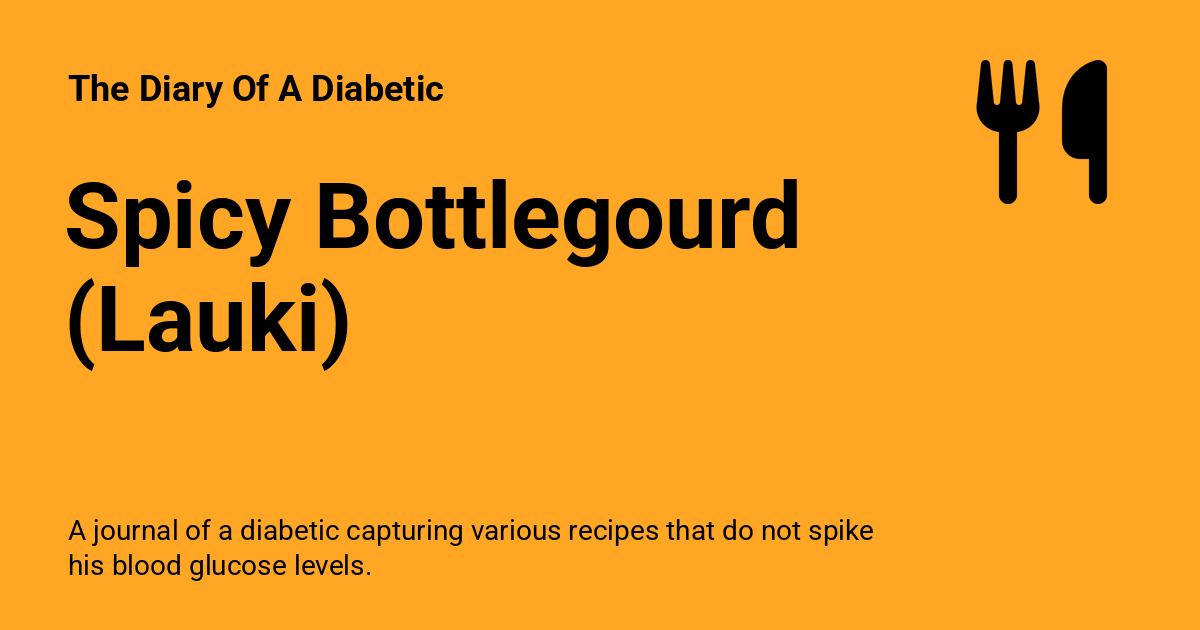 The Diary Of A Diabetic
Spicy Bottlegourd
(Lauki)
A journal of a diabetic capturing various recipes that do not spike
his blood glucose levels.